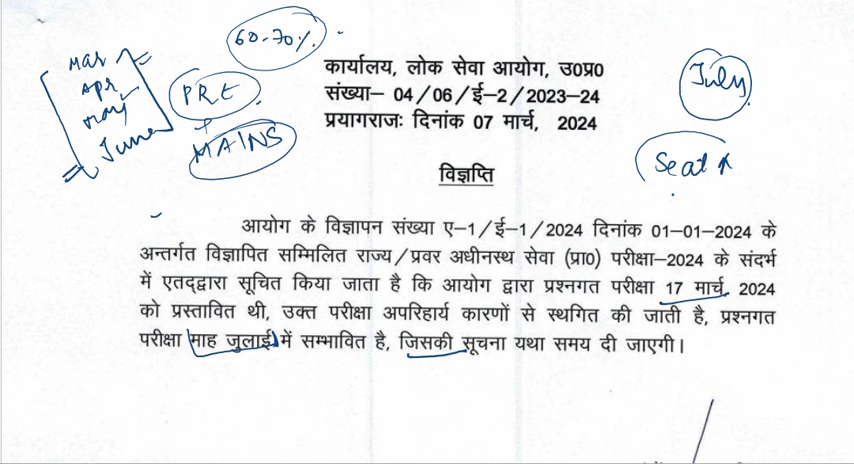 60-70%.
Mar
Apr
May
June
PRE
+
MAINS
July
Seat ↑
कार्यालय, लोक सेवा आयोग, उ0प्र0
संख्या– 04/06/ई–2/2023–24
प्रयागराजः दिनांक 07 मार्च, 2024
विज्ञप्ति
आयोग के विज्ञापन संख्या ए–1/ई–1/2024 दिनांक 01–01–2024 के
अन्तर्गत विज्ञापित सम्मिलित राज्य/प्रवर अधीनस्थ सेवा (प्रा0) परीक्षा–2024 के संदर्भ
में एतद्द्वारा सूचित किया जाता है कि आयोग द्वारा प्रश्नगत परीक्षा 17 मार्च, 2024
को प्रस्तावित थी, उक्त परीक्षा अपरिहार्य कारणों से स्थगित की जाती है, प्रश्नगत
परीक्षा माह जुलाई में सम्भावित है, जिसकी सूचना यथा समय दी जाएगी।